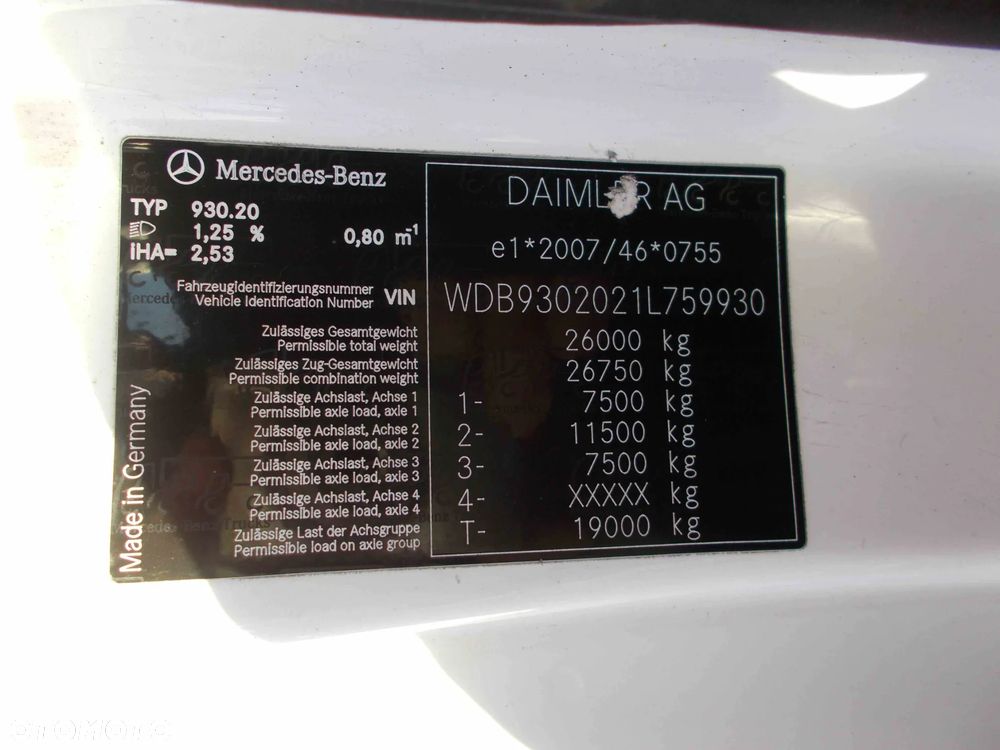 Mercedes-Benz
TYP 930.20
1,25 % 0,80 m-1
IHA= 2,53
DAIMLER AG
e1*2007/46*0755
Fahrzeugidentifizierungsnummer
Vehicle Identification Number VIN WDB9302021L759930
Zulässiges Gesamtgewicht
Permissible total weight 26000 kg
Zulässiges Zug-Gesamtgewicht
Permissible combination weight 26750 kg
Zulässige Achslast, Achse 1
Permissible axle load, axle 1 1- 7500 kg
Zulässige Achslast, Achse 2
Permissible axle load, axle 2 2- 11500 kg
Zulässige Achslast, Achse 3
Permissible axle load, axle 3 3- 7500 kg
Zulässige Achslast, Achse 4
Permissible axle load, axle 4 4- XXXXX kg
Zulässige Last der Achsgruppe
Permissible load on axle group T- 19000 kg
Made in Germany
OTOMOTO